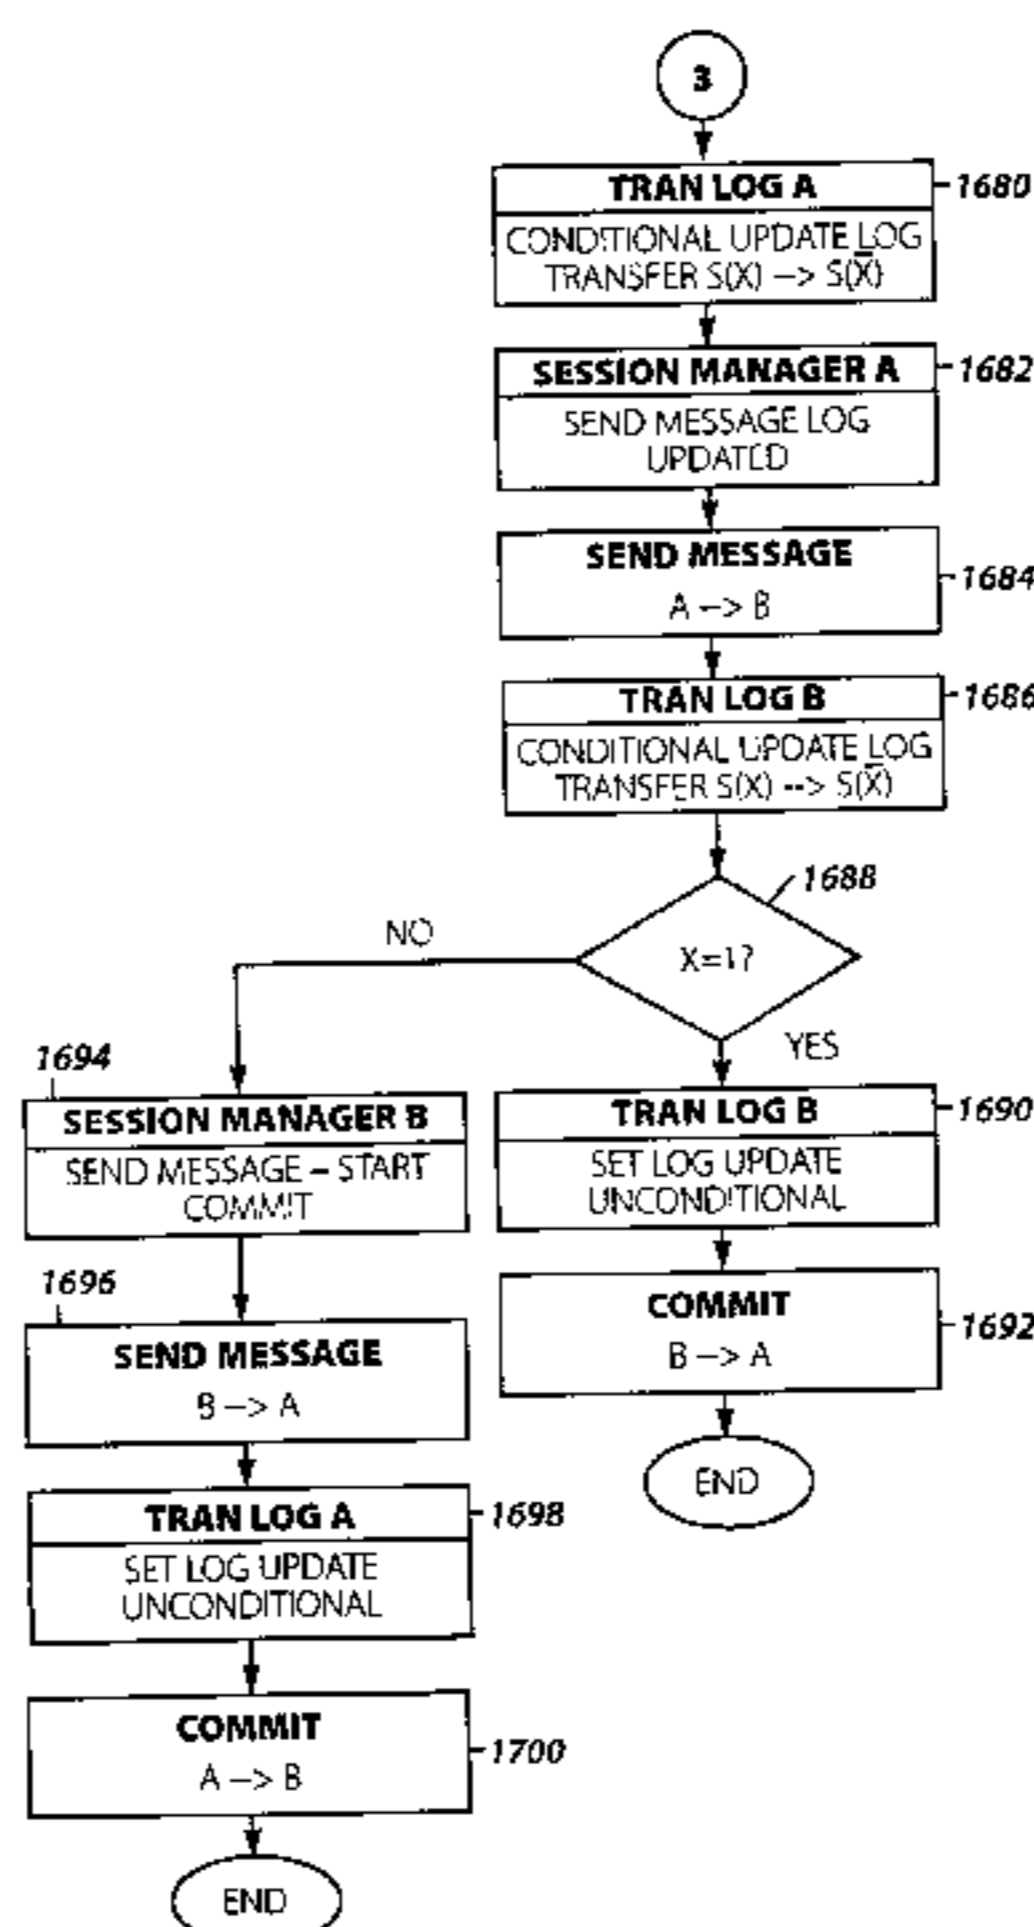 3
TRAN LOG A
1680
CONDITIONAL UPDATE LOG
TRANSFER S(X) —> S(X̅)
SESSION MANAGER A
1682
SEND MESSAGE LOG
UPDATED
SEND MESSAGE
1684
A —> B
TRAN LOG B
1686
CONDITIONAL UPDATE LOG
TRANSFER S(X) --> S(X̅)
1688
X=1?
NO
YES
1694
SESSION MANAGER B
SEND MESSAGE – START
COMMIT
1696
SEND MESSAGE
B —> A
TRAN LOG A
1698
SET LOG UPDATE
UNCONDITIONAL
COMMIT
1700
A —> B
END
TRAN LOG B
1690
SET LOG UPDATE
UNCONDITIONAL
COMMIT
1692
B —> A
END